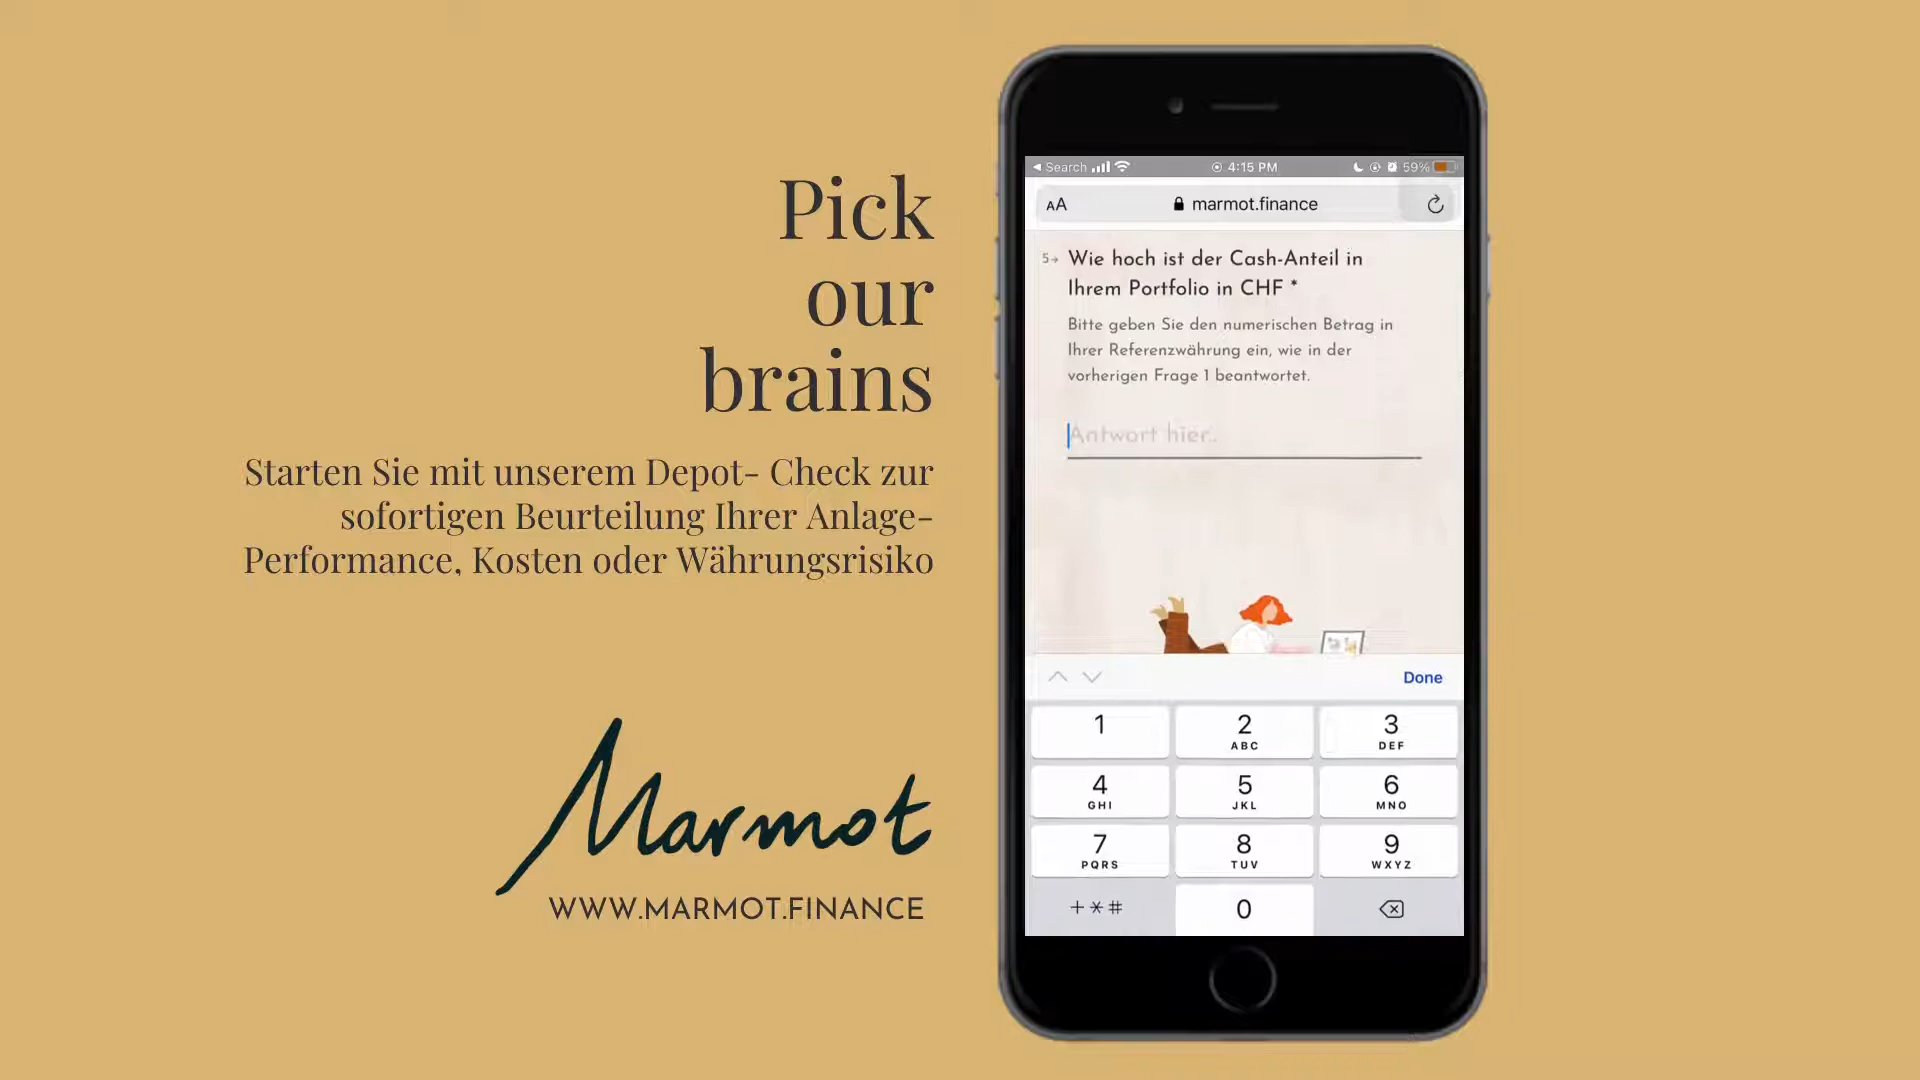 Pick
our
brains
Starten Sie mit unserem Depot- Check zur
sofortigen Beurteilung Ihrer Anlage-
Performance, Kosten oder Währungsrisiko
Marmot
WWW.MARMOT.FINANCE
Search 4:15 PM 59%
AA marmot.finance
5→ Wie hoch ist der Cash-Anteil in
Ihrem Portfolio in CHF *
Bitte geben Sie den numerischen Betrag in
Ihrer Referenzwährung ein, wie in der
vorherigen Frage 1 beantwortet.
Antwort hier..
Done
1 2 3
ABC DEF
4 5 6
GHI JKL MNO
7 8 9
PQRS TUV WXYZ
+*# 0